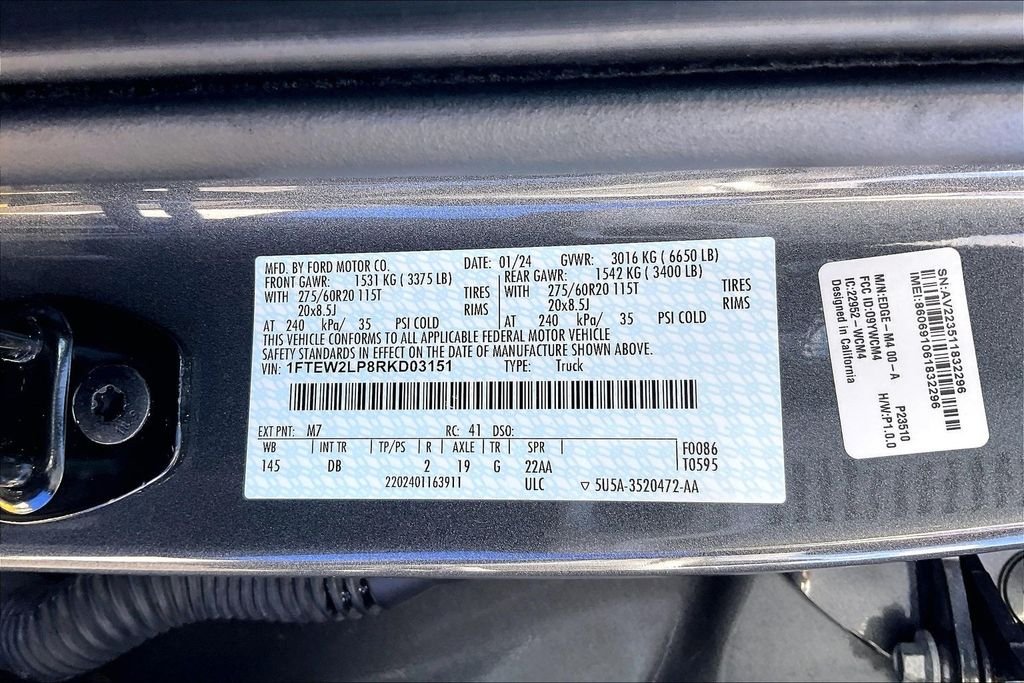 MFD. BY FORD MOTOR CO. DATE: 01/24 GVWR: 3016 KG ( 6650 LB)
FRONT GAWR: 1531 KG ( 3375 LB) REAR GAWR: 1542 KG ( 3400 LB)
WITH 275/60R20 115T TIRES WITH 275/60R20 115T TIRES
20x8.5J RIMS 20x8.5J RIMS
AT 240 kPa/ 35 PSI COLD AT 240 kPa/ 35 PSI COLD
THIS VEHICLE CONFORMS TO ALL APPLICABLE FEDERAL MOTOR VEHICLE
SAFETY STANDARDS IN EFFECT ON THE DATE OF MANUFACTURE SHOWN ABOVE.
VIN: 1FTEW2LP8RKD03151 TYPE: Truck
EXT PNT: M7 RC: 41 DSO:
WB INT TR TP/PS R AXLE TR SPR F0086
145 DB 2 19 G 22AA T0595
2202401163911 ULC ▽ 5U5A-3520472-AA
SN:AV223511832296
IMEI:860691061832296
M/N:EDGE-M4 00-A P23510
FCC ID:O9YWCM4 H/W:P1.0.0
IC:22952-WCM4
Designed in California